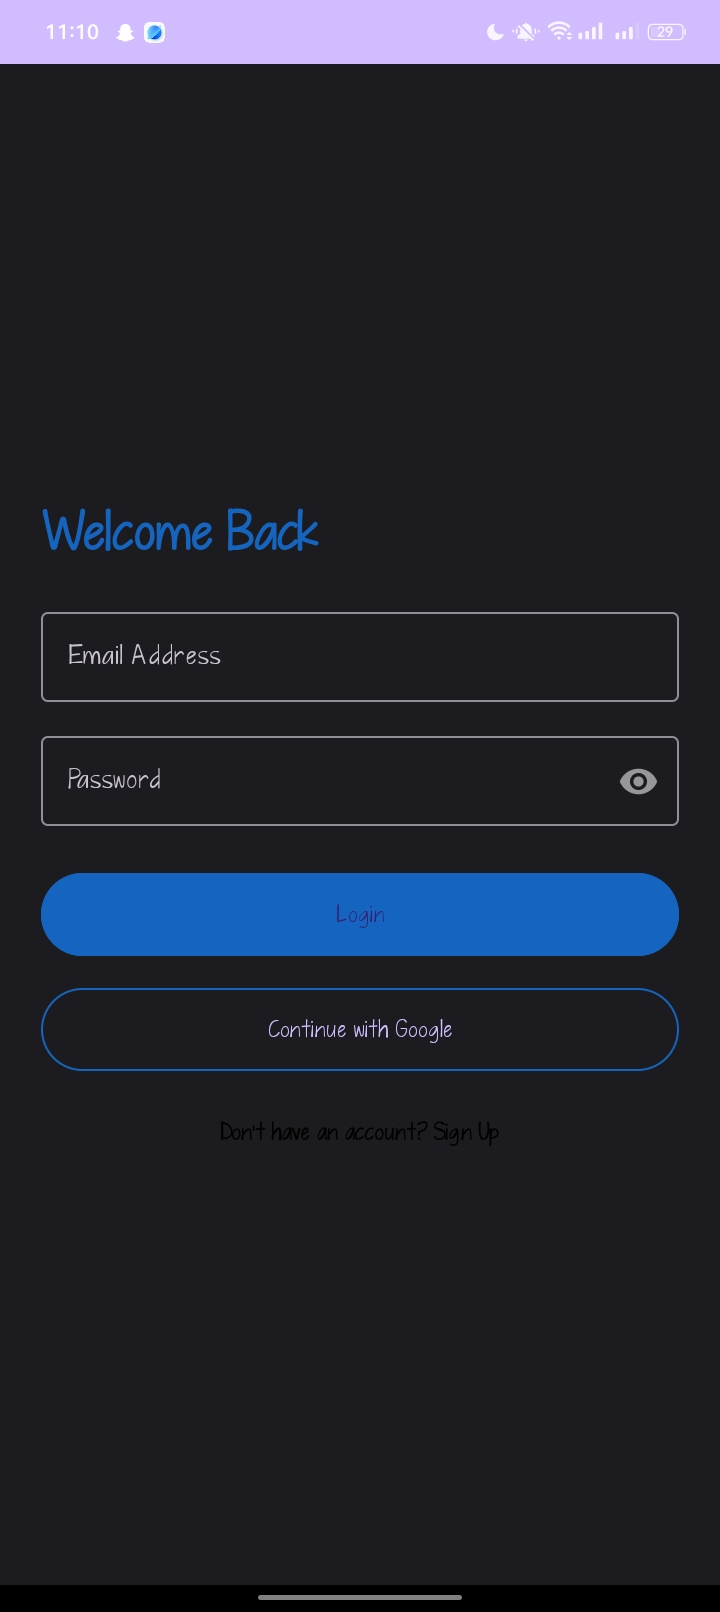 11:10
29
Welcome Back
Email Address
Password
Login
Continue with Google
Don't have an account? Sign Up